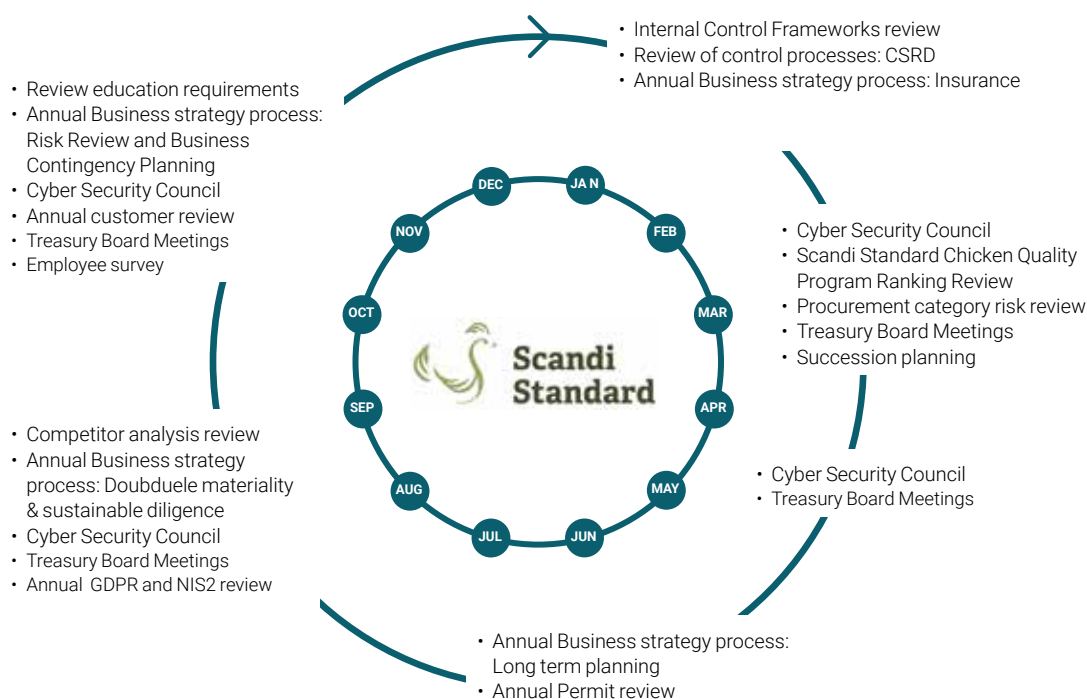 • Internal Control Frameworks review
• Review of control processes: CSRD
• Annual Business strategy process: Insurance
• Review education requirements
• Annual Business strategy process:
Risk Review and Business
Contingency Planning
• Cyber Security Council
• Annual customer review
• Treasury Board Meetings
• Employee survey
DEC
JAN
NOV
FEB
OCT
MAR
SEP
APR
AUG
MAY
JUL
JUN
Scandi
Standard
• Cyber Security Council
• Scandi Standard Chicken Quality
Program Ranking Review
• Procurement category risk review
• Treasury Board Meetings
• Succession planning
• Competitor analysis review
• Annual Business strategy
process: Doubduele materiality
& sustainable diligence
• Cyber Security Council
• Treasury Board Meetings
• Annual GDPR and NIS2 review
• Cyber Security Council
• Treasury Board Meetings
• Annual Business strategy process:
Long term planning
• Annual Permit review